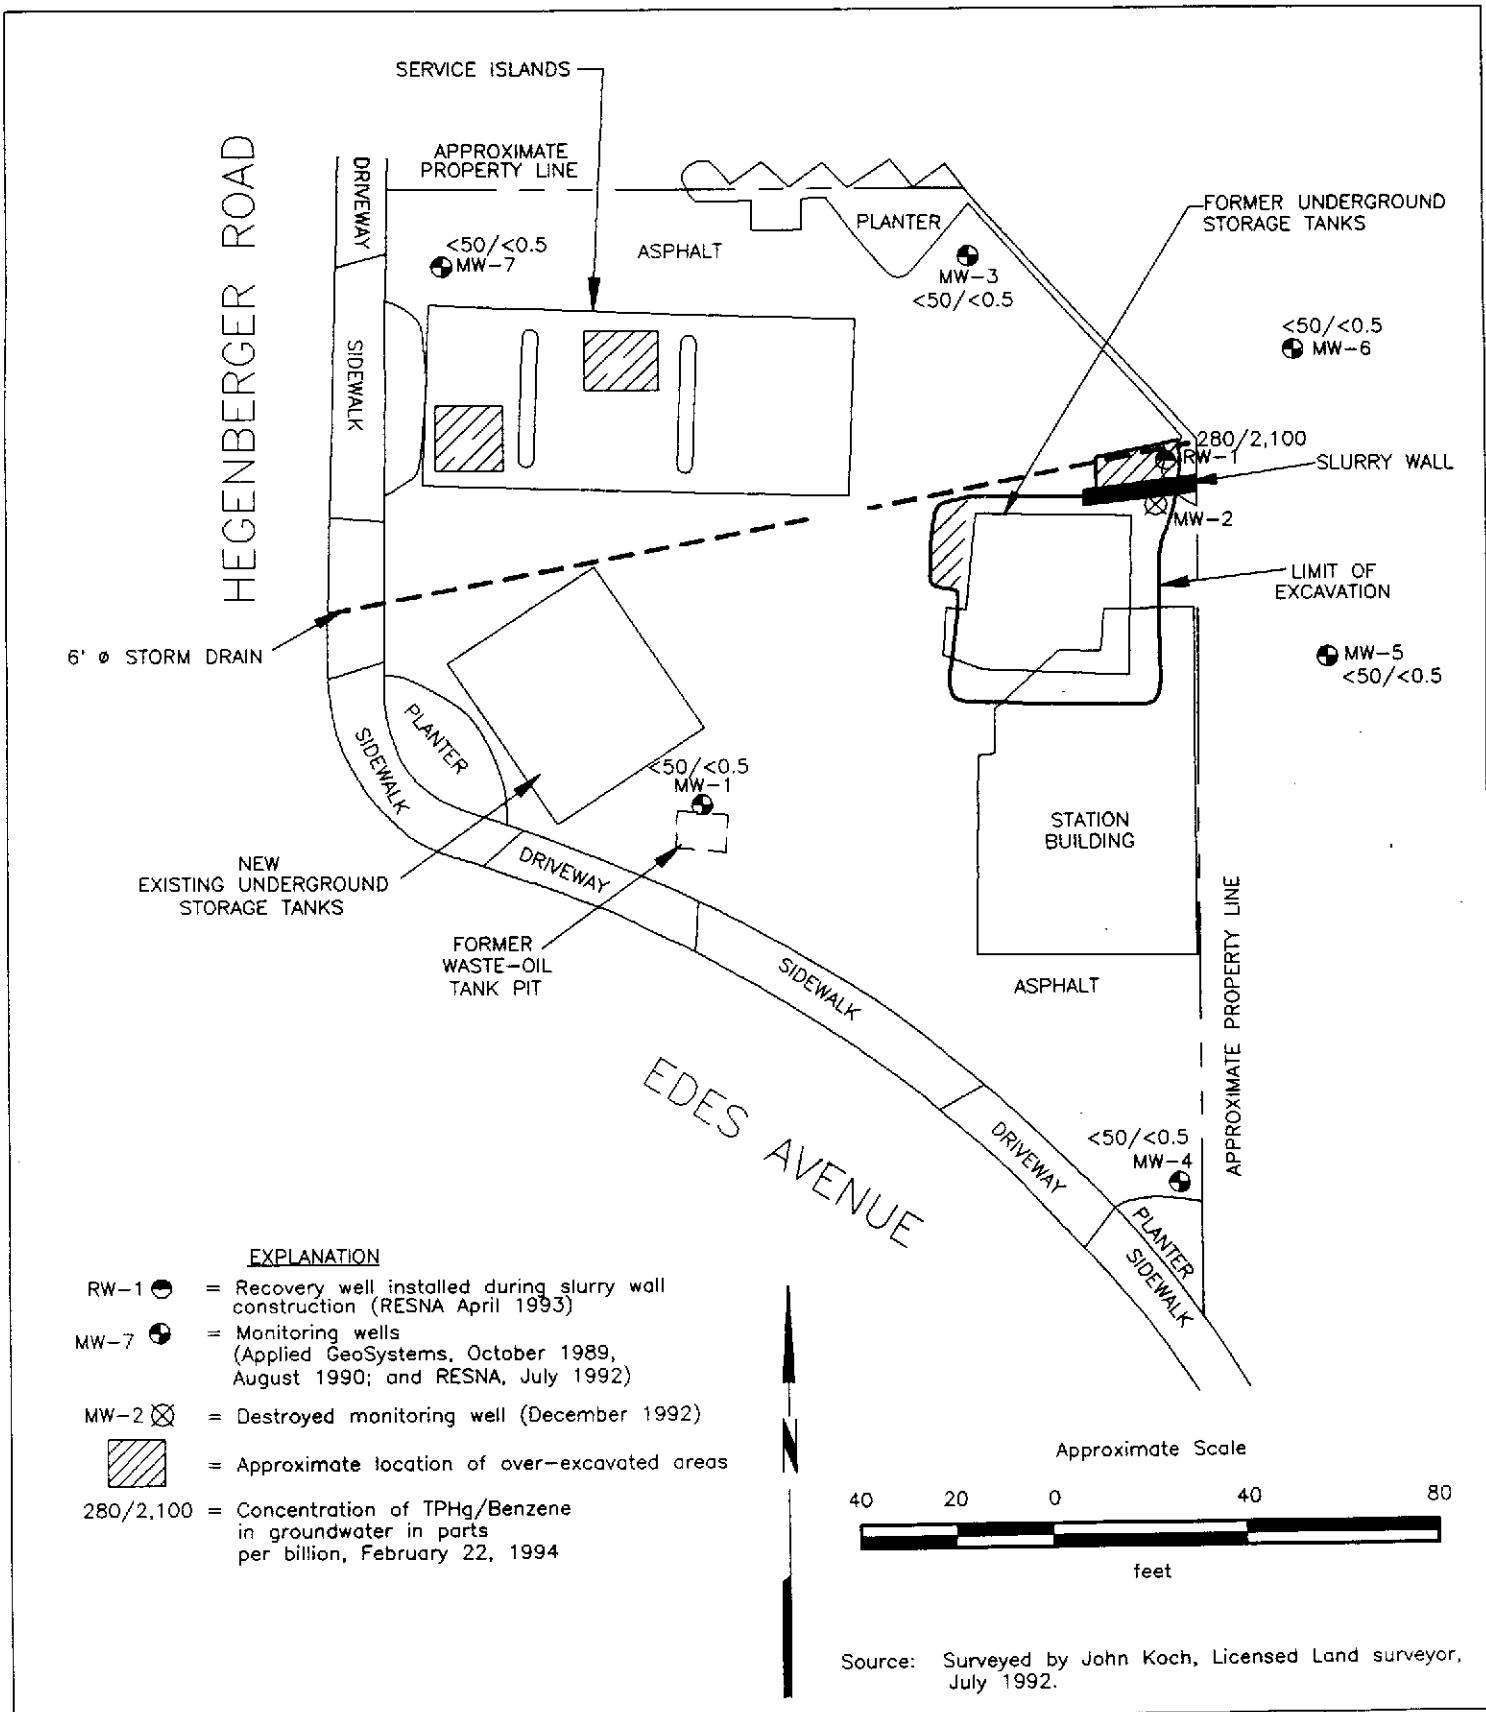 SERVICE ISLANDS
APPROXIMATE
PROPERTY LINE
HEGENBERGER ROAD
DRIVEWAY
<50/<0.5
MW-7
ASPHALT
PLANTER
FORMER UNDERGROUND
STORAGE TANKS
MW-3
<50/<0.5
<50/<0.5
MW-6
SIDEWALK
280/2,100
RW-1
SLURRY WALL
MW-2
LIMIT OF
EXCAVATION
6' ø STORM DRAIN
MW-5
<50/<0.5
PLANTER
SIDEWALK
<50/<0.5
MW-1
STATION
BUILDING
NEW
EXISTING UNDERGROUND
STORAGE TANKS
DRIVEWAY
FORMER
WASTE-OIL
TANK PIT
SIDEWALK
ASPHALT
APPROXIMATE PROPERTY LINE
EDES AVENUE
DRIVEWAY
<50/<0.5
MW-4
PLANTER
SIDEWALK
EXPLANATION
RW-1 = Recovery well installed during slurry wall
construction (RESNA April 1993)
MW-7 = Monitoring wells
(Applied GeoSystems, October 1989,
August 1990; and RESNA, July 1992)
MW-2 = Destroyed monitoring well (December 1992)
= Approximate location of over-excavated areas
280/2,100 = Concentration of TPHg/Benzene
in groundwater in parts
per billion, February 22, 1994
N
Approximate Scale
40 20 0 40 80
feet
Source: Surveyed by John Koch, Licensed Land surveyor,
July 1992.